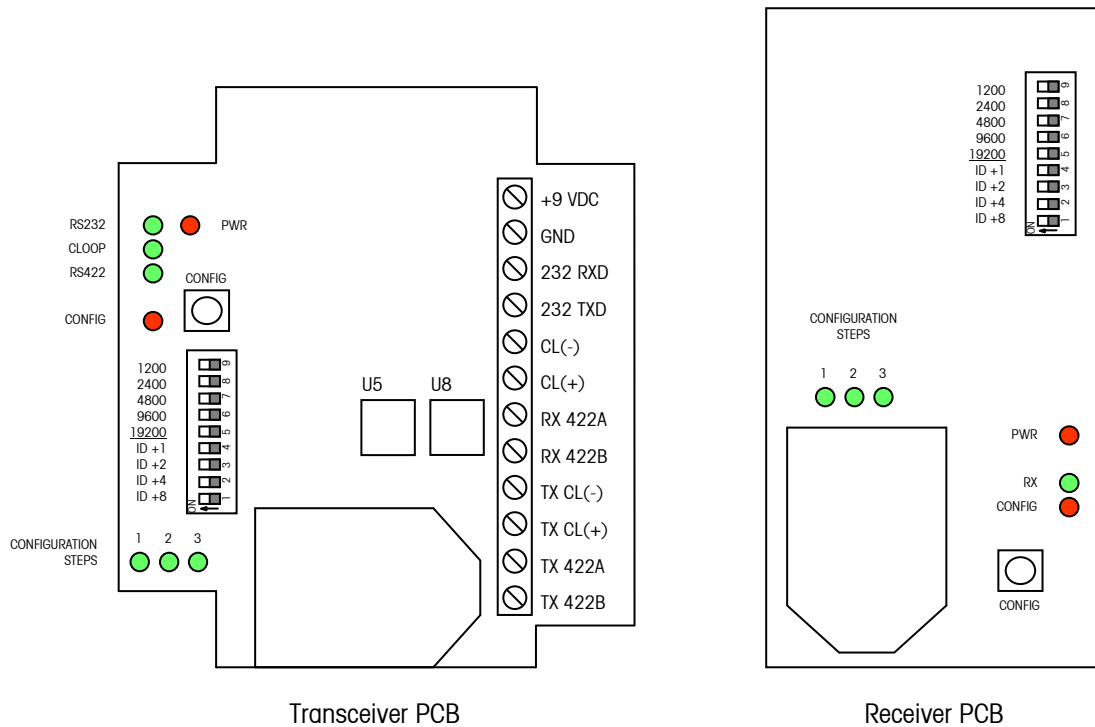 RS232
PWR
CLOOP
RS422
CONFIG
CONFIG
1200
2400
4800
9600
19200
ID +1
ID +2
ID +4
ID +8
9
8
7
6
5
4
3
2
1
ON
CONFIGURATION
STEPS
1 2 3
U5
U8
+9 VDC
GND
232 RXD
232 TXD
CL(-)
CL(+)
RX 422A
RX 422B
TX CL(-)
TX CL(+)
TX 422A
TX 422B
Transceiver PCB
1200
2400
4800
9600
19200
ID +1
ID +2
ID +4
ID +8
9
8
7
6
5
4
3
2
1
ON
CONFIGURATION
STEPS
1 2 3
PWR
RX
CONFIG
CONFIG
Receiver PCB